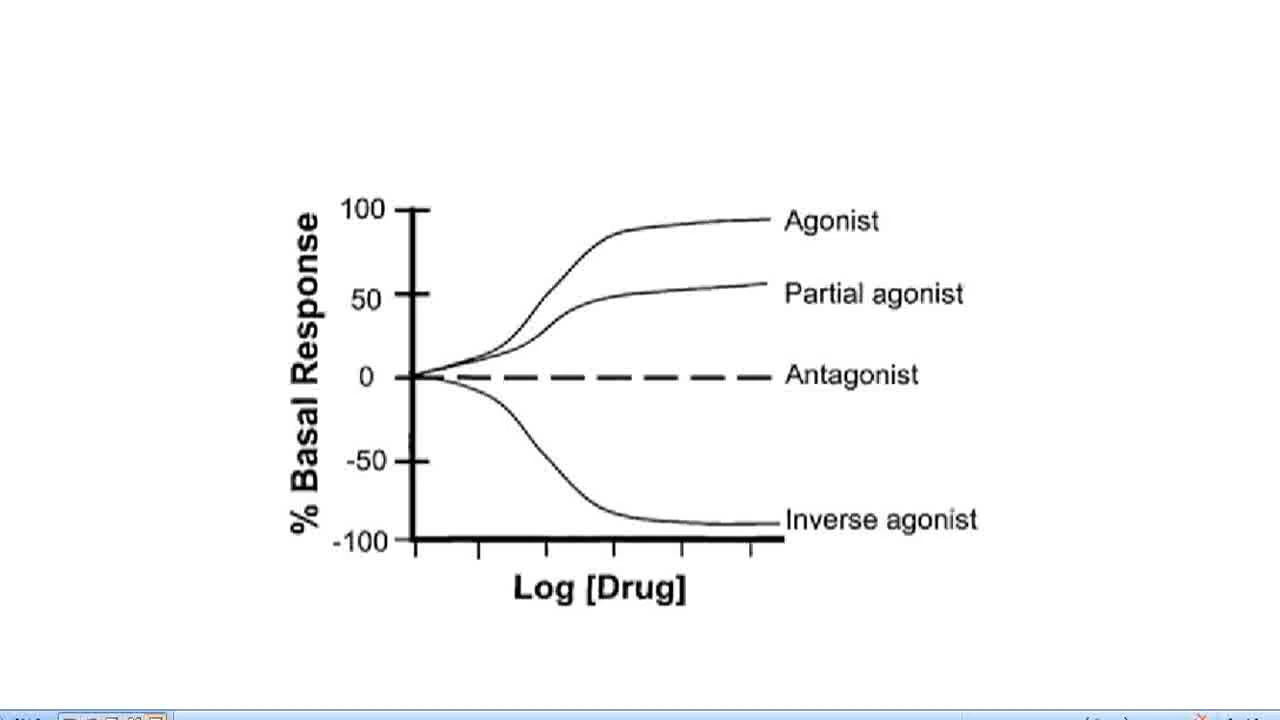 % Basal Response
100
50
0
-50
-100
Agonist
Partial agonist
Antagonist
Inverse agonist
Log [Drug]